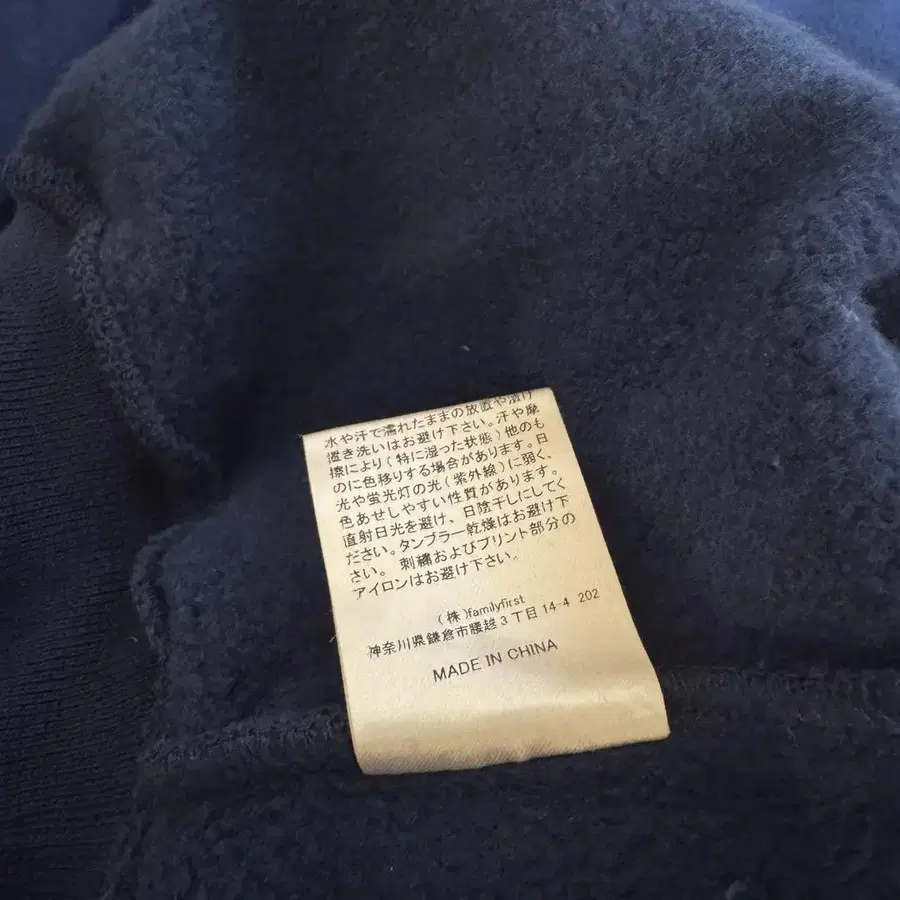 水や汗で濡れたままの放置や漬け
置き洗いはお避け下さい。汗や摩
擦により(特に湿った状態)他のも
のに色移りする場合があります。日
光や蛍光灯の光(紫外線)に弱く、
色あせしやすい性質があります。
直射日光を避け、日陰干しにしてく
ださい。タンブラー乾燥はお避け下
さい。 刺繍およびプリント部分の
アイロンはお避け下さい。
(株)familyfirst
神奈川県鎌倉市腰越3丁目14-4 202
MADE IN CHINA